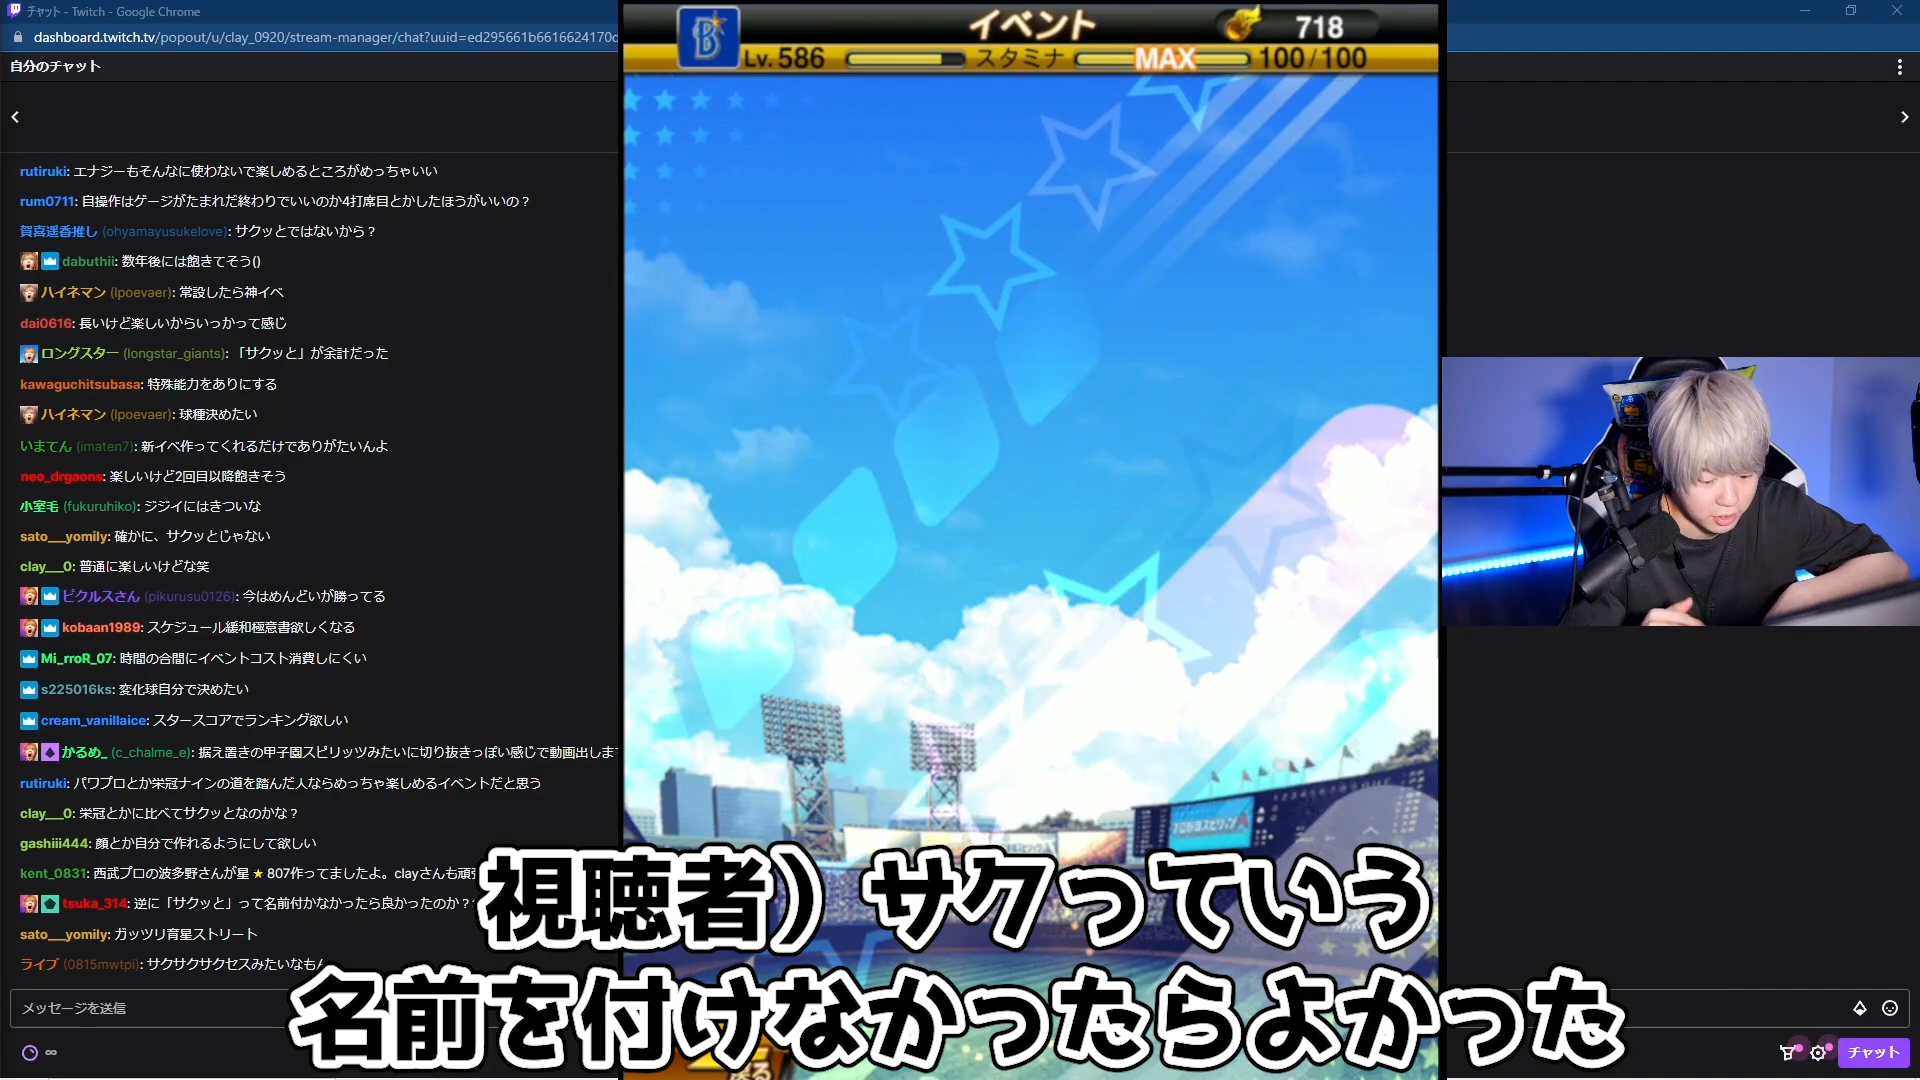 チャット - Twitch - Google Chrome
dashboard.twitch.tv/popout/u/clay_0920/stream-manager/chat?uuid=ed295661b6616624170c
自分のチャット
rutiruki: エナジーもそんなに使わないで楽しめるところがめっちゃいい
rum0711: 自操作はゲージがたまれだ終わりでいいのか4打席目とかしたほうがいいの？
賀喜遥香推し (ohyamayusukelove): サクッとではないから？
dabuthii: 数年後には飽きてそう()
ハイネマン (lpoevaer): 常設したら神イベ
dai0616: 長いけど楽しいからいっかって感じ
ロングスター (longstar_giants): 「サクッと」が余計だった
kawaguchitsubasa: 特殊能力をありにする
ハイネマン (lpoevaer): 球種決めたい
いまてん (imaten7): 新イベ作ってくれるだけでありがたいんよ
neo_drgaons: 楽しいけど2回目以降飽きそう
小室毛 (fukuruhiko): ジジイにはきついな
sato___yomily: 確かに、サクッとじゃない
clay___0: 普通に楽しいけどな笑
ピクルスさん (pikurusu0126): 今はめんどいが勝ってる
kobaan1989: スケジュール緩和極意書欲しくなる
Mi_rroR_07: 時間の合間にイベントコスト消費しにくい
s225016ks: 変化球自分で決めたい
cream_vanillaice: スタースコアでランキング欲しい
かるめ_ (c_chalme_e): 据え置きの甲子園スピリッツみたいに切り抜きっぽい感じで動画出しま
rutiruki: パワプロとか栄冠ナインの道を踏んだ人ならめっちゃ楽しめるイベントだと思う
clay___0: 栄冠とかに比べてサクッとなのかな？
gashiii444: 顔とか自分で作れるようにして欲しい
kent_0831: 西武プロの波多野さんが星★807作ってましたよ。clayさんも頑
tsuka_314: 逆に「サクッと」って名前付かなかったら良かったのか？
sato___yomily: ガッツリ育星ストリート
ライブ (0815mwtpi): サクサクサクセスみたいなもん
メッセージを送信
チャット
イベント
718
B
Lv. 586
スタミナ
MAX
100/100
プロ野球スピリッツA
戻る
視聴者）サクっていう
名前を付けなかったらよかった